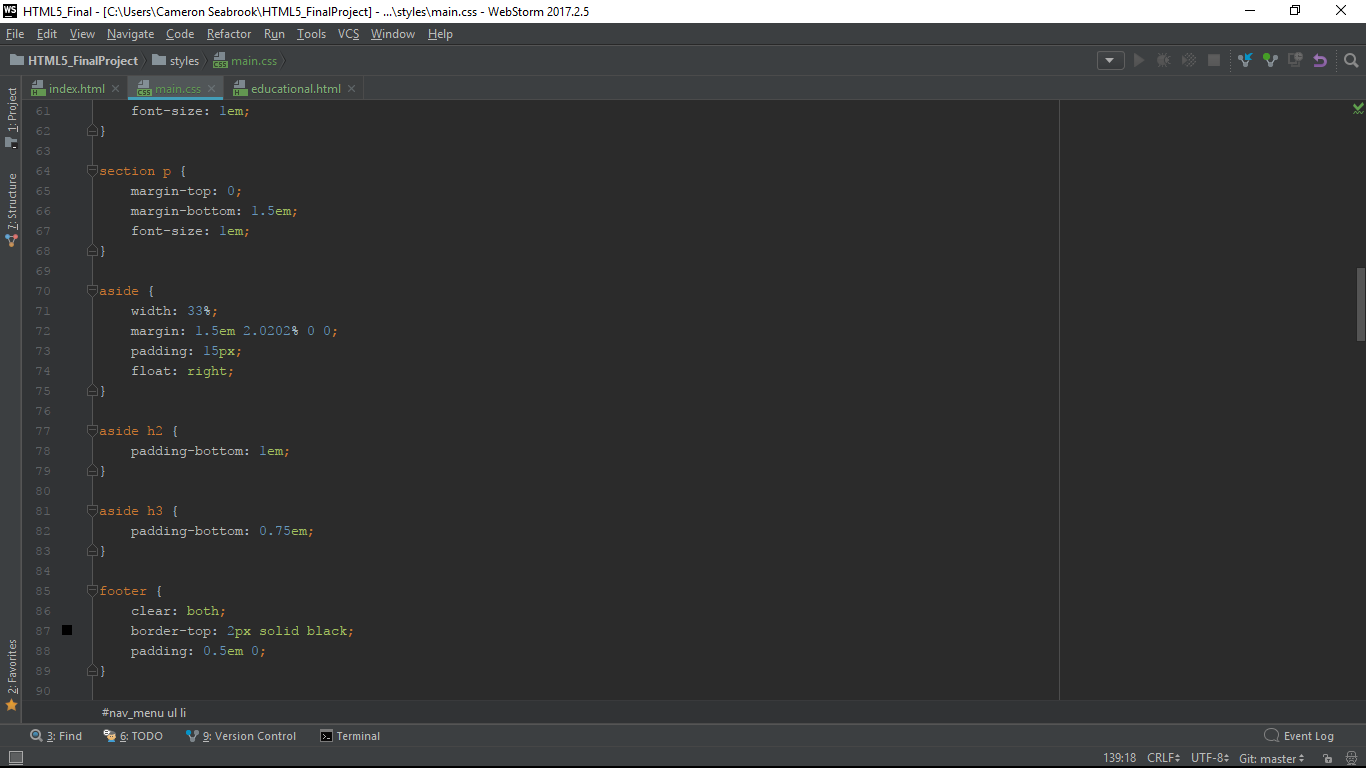 WS HTML5_Final - [C:\Users\Cameron Seabrook\HTML5_FinalProject] - ...\styles\main.css - WebStorm 2017.2.5
File Edit View Navigate Code Refactor Run Tools VCS Window Help
HTML5_FinalProject styles main.css
index.html main.css educational.html
1: Project
7: Structure
2: Favorites
61 font-size: 1em;
62 }
63
64 section p {
65 margin-top: 0;
66 margin-bottom: 1.5em;
67 font-size: 1em;
68 }
69
70 aside {
71 width: 33%;
72 margin: 1.5em 2.0202% 0 0;
73 padding: 15px;
74 float: right;
75 }
76
77 aside h2 {
78 padding-bottom: 1em;
79 }
80
81 aside h3 {
82 padding-bottom: 0.75em;
83 }
84
85 footer {
86 clear: both;
87 border-top: 2px solid black;
88 padding: 0.5em 0;
89 }
90
#nav_menu ul li
3: Find 6: TODO 9: Version Control Terminal Event Log
139:18 CRLF UTF-8 Git: master